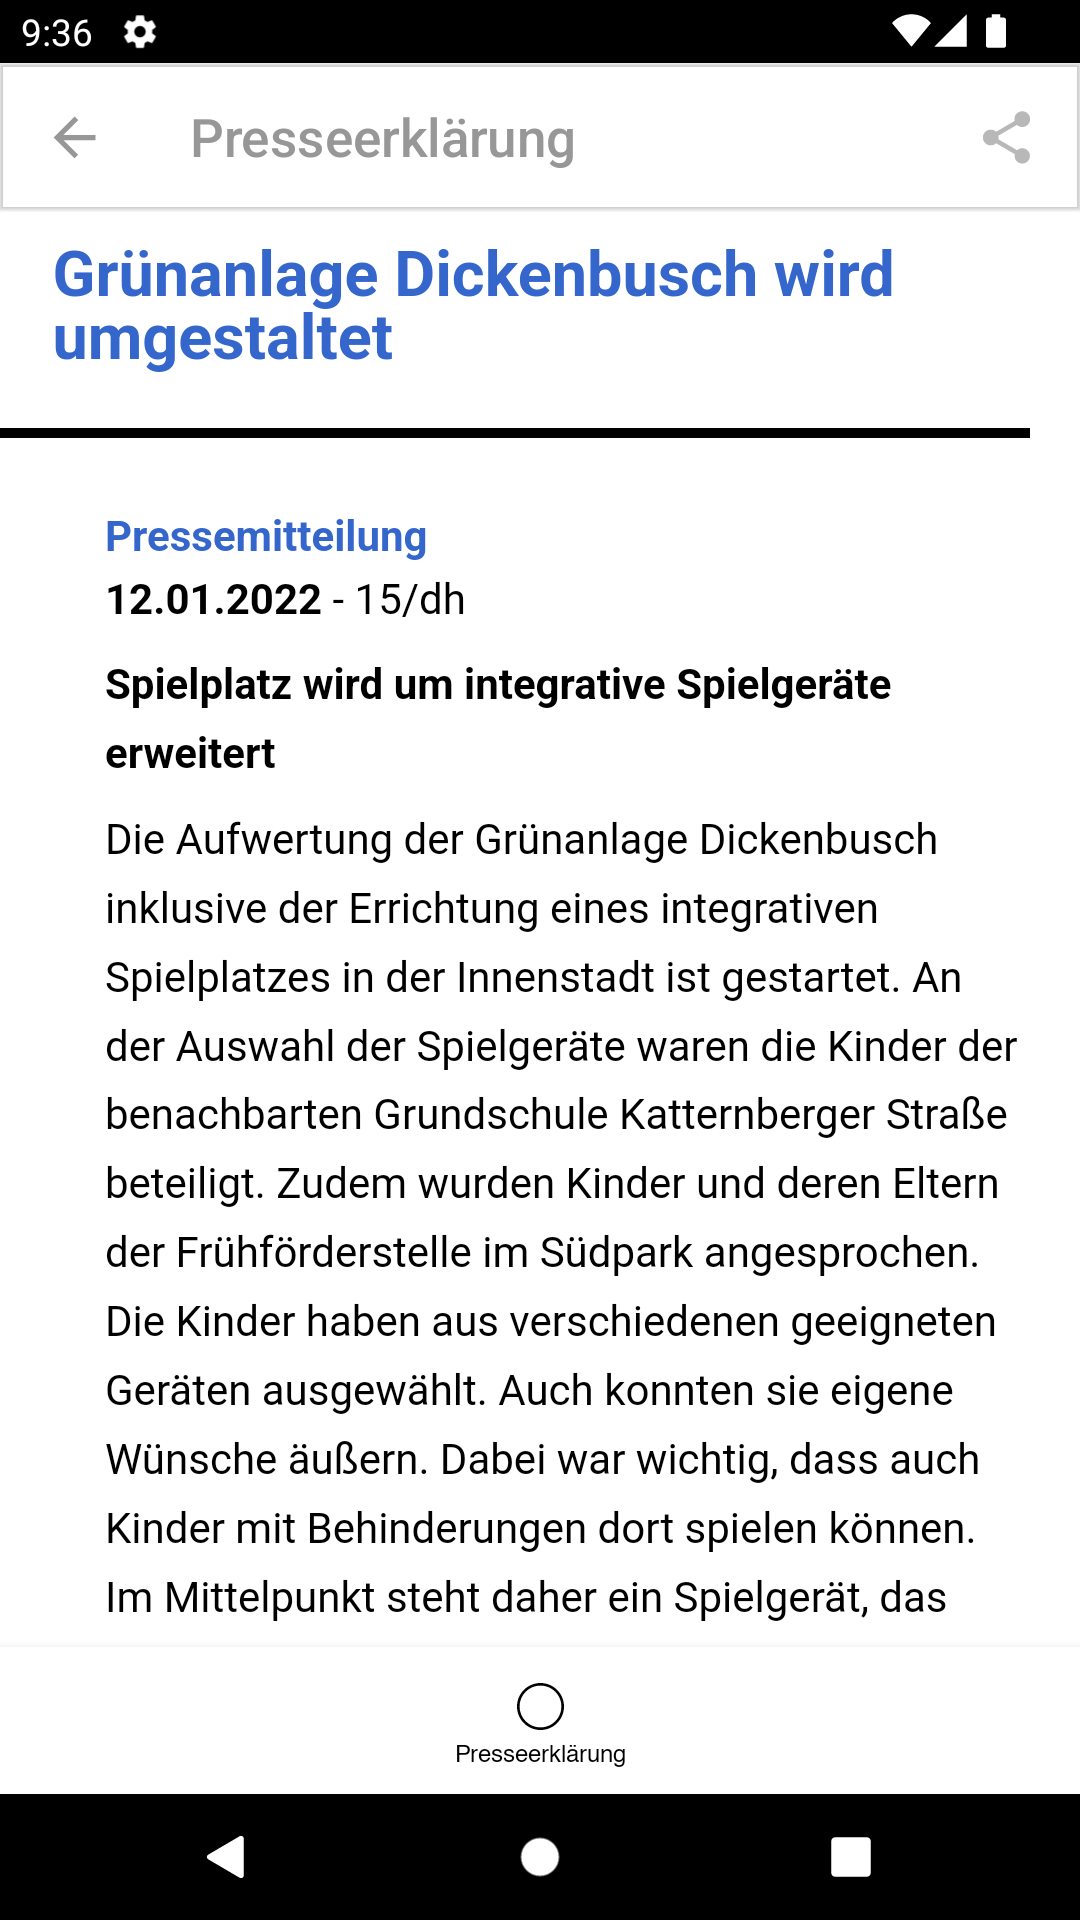 9:36
Presseerklärung
Grünanlage Dickenbusch wird
umgestaltet
Pressemitteilung
12.01.2022 - 15/dh
Spielplatz wird um integrative Spielgeräte
erweitert
Die Aufwertung der Grünanlage Dickenbusch
inklusive der Errichtung eines integrativen
Spielplatzes in der Innenstadt ist gestartet. An
der Auswahl der Spielgeräte waren die Kinder der
benachbarten Grundschule Katternberger Straße
beteiligt. Zudem wurden Kinder und deren Eltern
der Frühförderstelle im Südpark angesprochen.
Die Kinder haben aus verschiedenen geeigneten
Geräten ausgewählt. Auch konnten sie eigene
Wünsche äußern. Dabei war wichtig, dass auch
Kinder mit Behinderungen dort spielen können.
Im Mittelpunkt steht daher ein Spielgerät, das
Presseerklärung